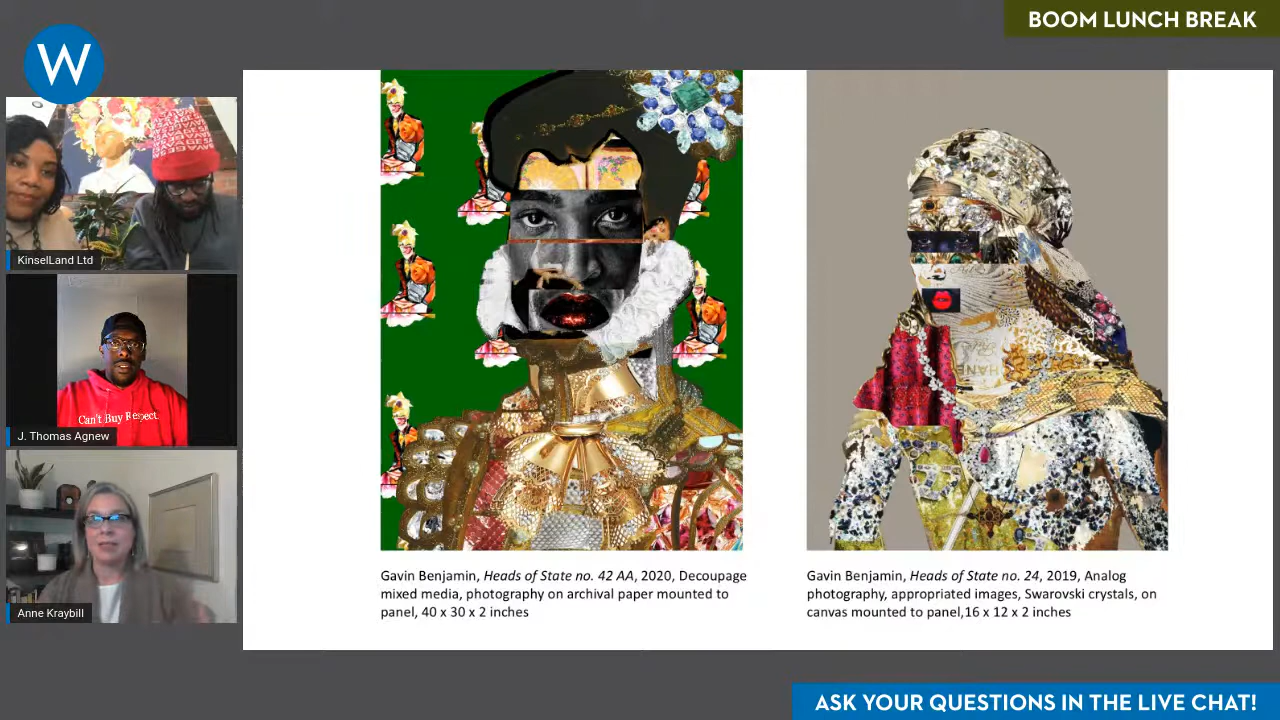 BOOM LUNCH BREAK
W
KinselLand Ltd
Can't Buy Respect.
J. Thomas Agnew
Anne Kraybill
Gavin Benjamin, Heads of State no. 42 AA, 2020, Decoupage
mixed media, photography on archival paper mounted to
panel, 40 x 30 x 2 inches
Gavin Benjamin, Heads of State no. 24, 2019, Analog
photography, appropriated images, Swarovski crystals, on
canvas mounted to panel,16 x 12 x 2 inches
ASK YOUR QUESTIONS IN THE LIVE CHAT!